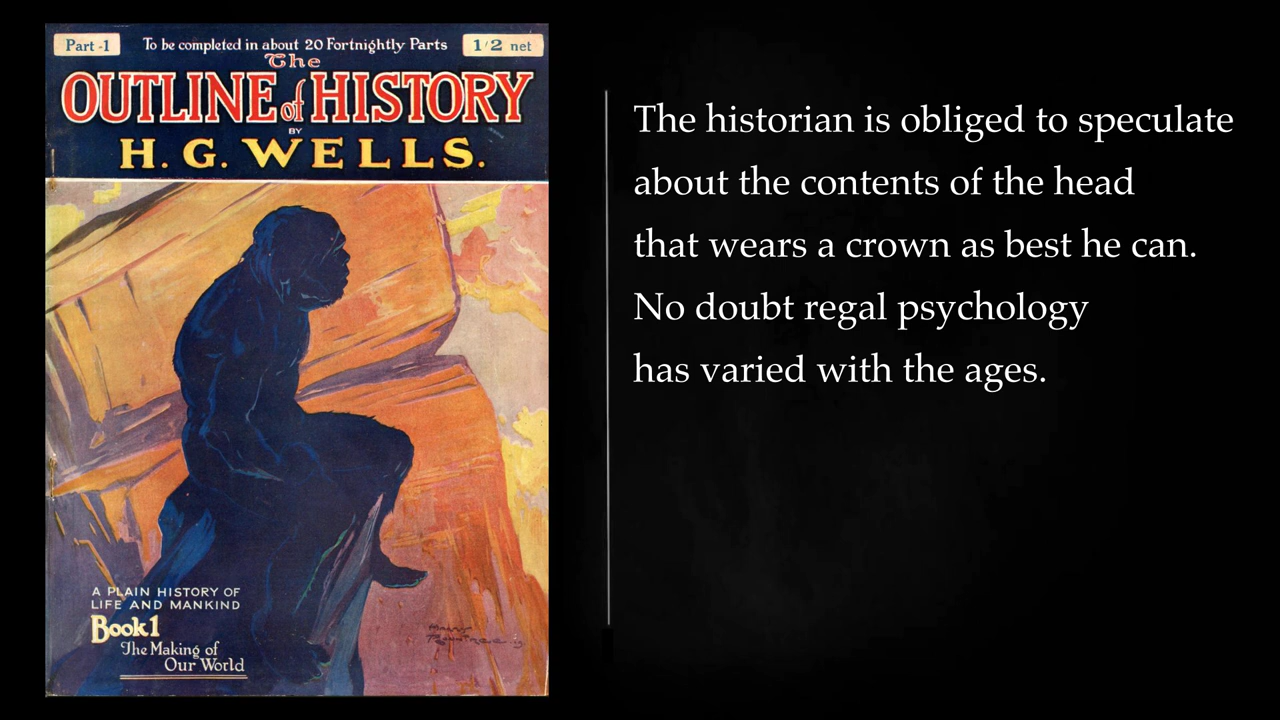 Part -1
To be completed in about 20 Fortnightly Parts
1/2 net
The
OUTLINE of HISTORY
BY
H. G. WELLS.
A PLAIN HISTORY OF
LIFE AND MANKIND
Book 1
The Making of
Our World
The historian is obliged to speculate
about the contents of the head
that wears a crown as best he can.
No doubt regal psychology
has varied with the ages.